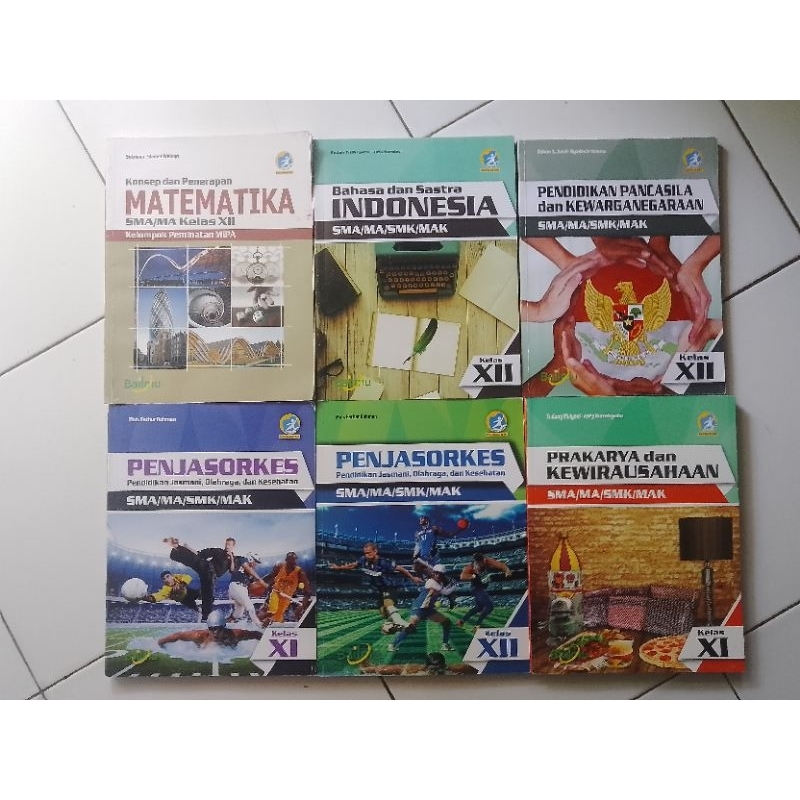 Konsep dan Penerapan
MATEMATIKA
SMA/MA Kelas XII
Kelompok Peminatan MIPA
Bahasa dan Sastra
INDONESIA
SMA/MA/SMK/MAK
Kelas
XII
PENDIDIKAN PANCASILA
dan KEWARGANEGARAAN
SMA/MA/SMK/MAK
Kelas
XII
PENJASORKES
Pendidikan Jasmani, Olahraga, dan Kesehatan
SMA/MA/SMK/MAK
Kelas
XI
PENJASORKES
Pendidikan Jasmani, Olahraga, dan Kesehatan
SMA/MA/SMK/MAK
Kelas
XII
PRAKARYA dan
KEWIRAUSAHAAN
SMA/MA/SMK/MAK
Kelas
XI